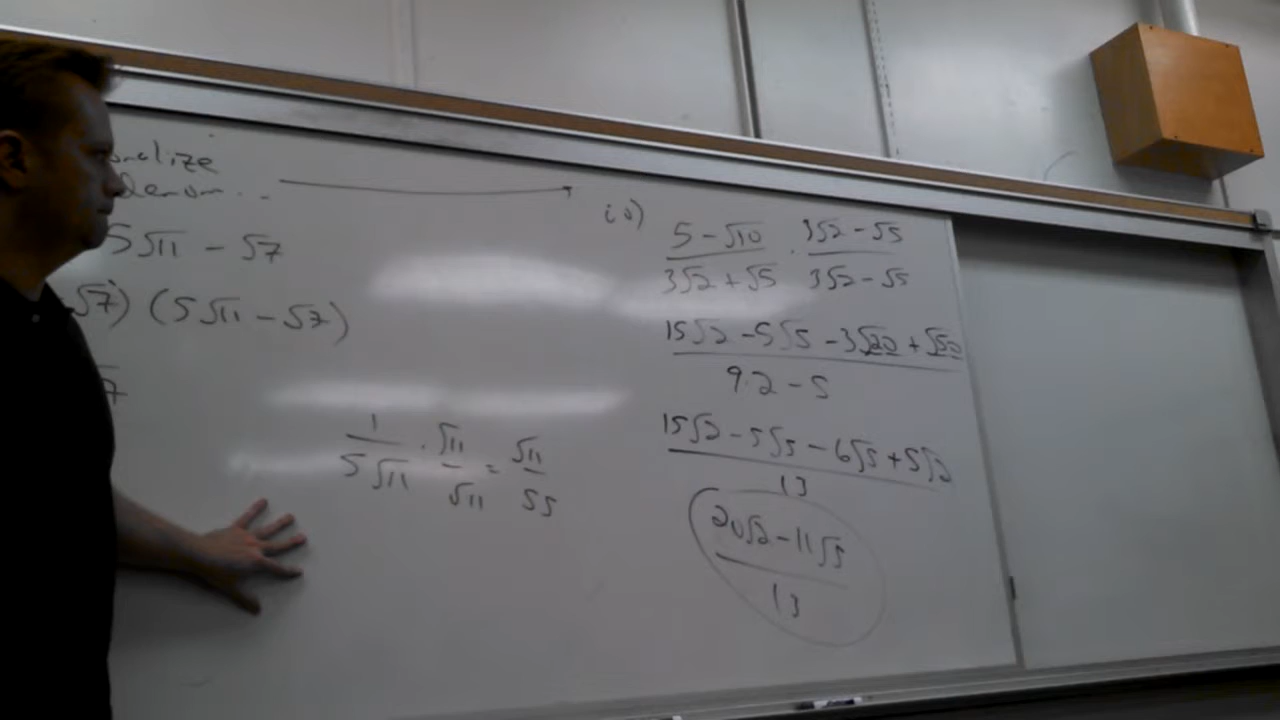 onalize
denom...
5√11 - √7
√7) (5√11 - √7)
1/(5√11) · √11/√11 = √11/55
iv)
(5 - √10)/(3√2 + √5) · (3√2 - √5)/(3√2 - √5)
(15√2 - 5√5 - 3√20 + √50)/(9·2 - 5)
(15√2 - 5√5 - 6√5 + 5√2)/13
(20√2 - 11√5)/13